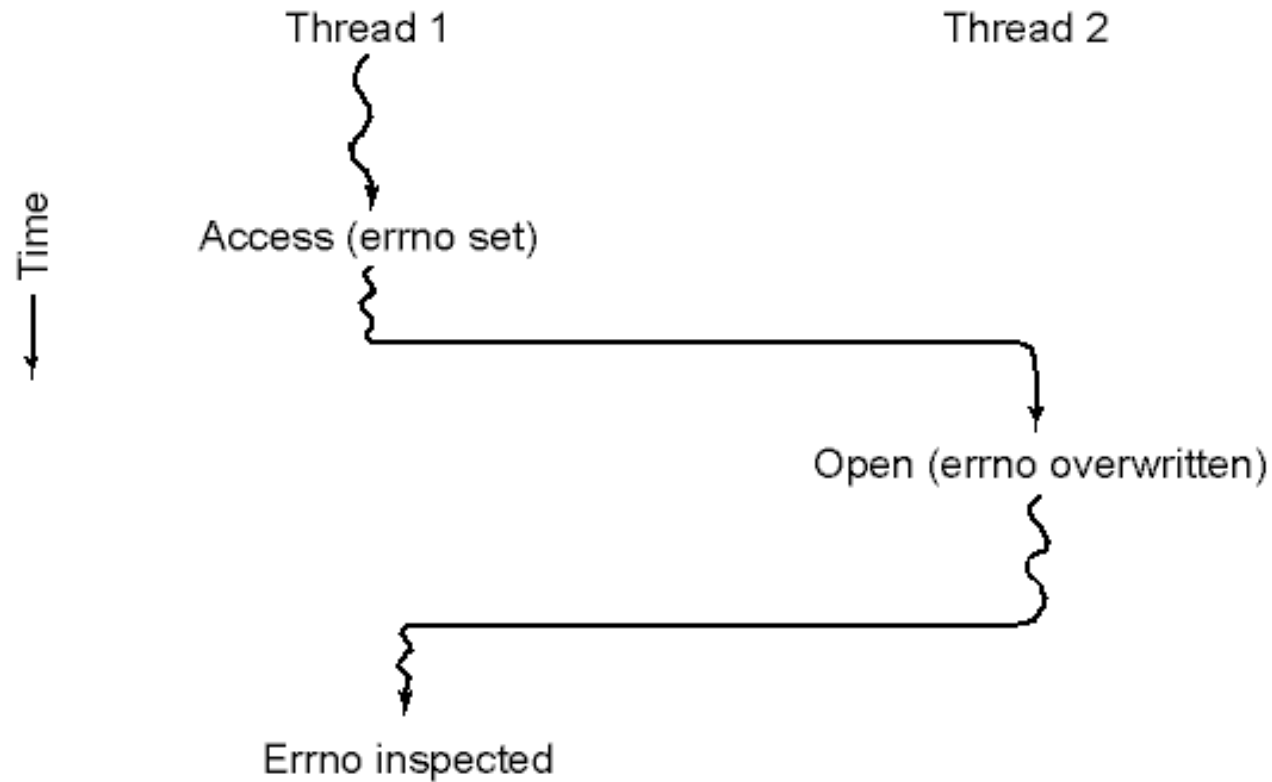 Thread 1
Thread 2
Time
Access (errno set)
Open (errno overwritten)
Errno inspected